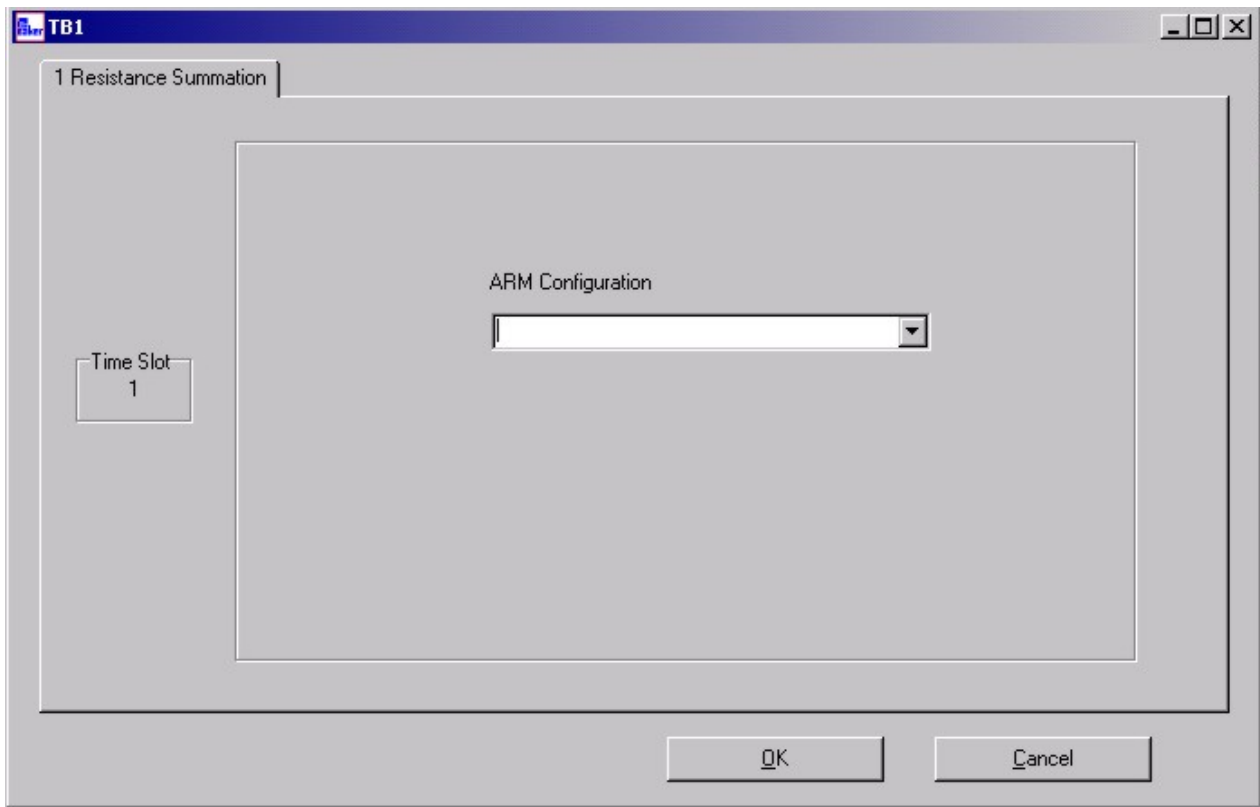 TB1
1 Resistance Summation
ARM Configuration
Time Slot
1
OK
Cancel